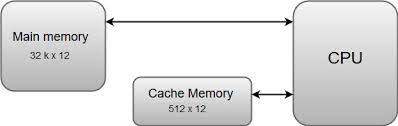 Main memory
32 k x 12
CPU
Cache Memory
512 x 12